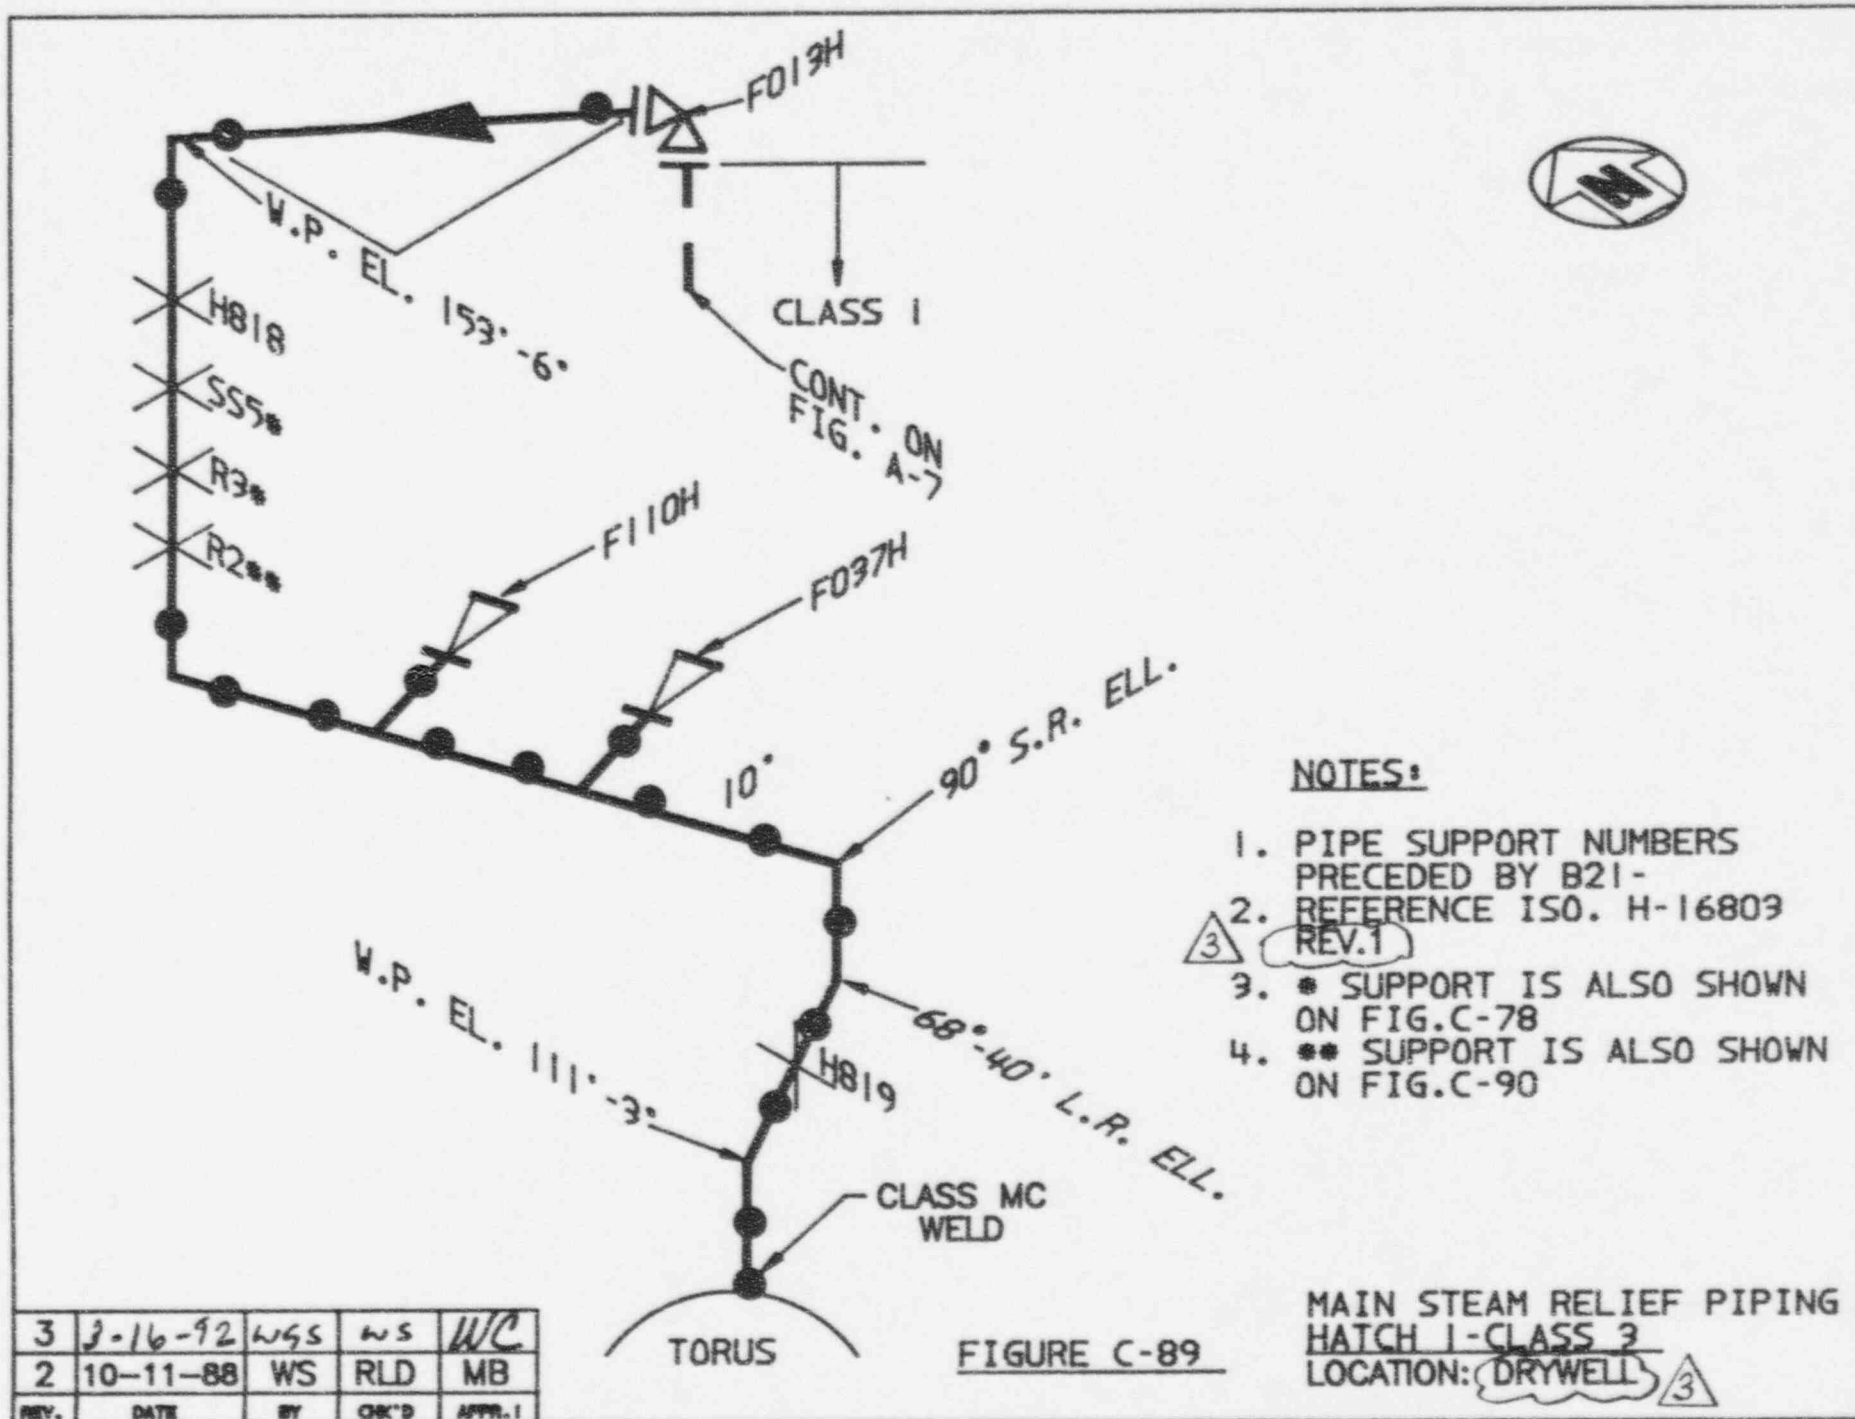 F013H
N
W.P. EL. 153'-6"
CLASS 1
CONT. ON
FIG. A-7
H818
SS5*
R3*
R2**
F110H
F037H
10"
90° S.R. ELL.
NOTES:
1. PIPE SUPPORT NUMBERS
PRECEDED BY B21-
2. REFERENCE ISO. H-16803
3 REV.1
3. * SUPPORT IS ALSO SHOWN
ON FIG.C-78
4. ** SUPPORT IS ALSO SHOWN
ON FIG.C-90
W.P. EL. 111'-3"
68°-40' L.R. ELL.
H819
CLASS MC
WELD
TORUS
FIGURE C-89
MAIN STEAM RELIEF PIPING
HATCH 1-CLASS 3
LOCATION: DRYWELL 3
3 3-16-92 WGS WS WC
2 10-11-88 WS RLD MB
REV. DATE BY CHK'D APPR.1